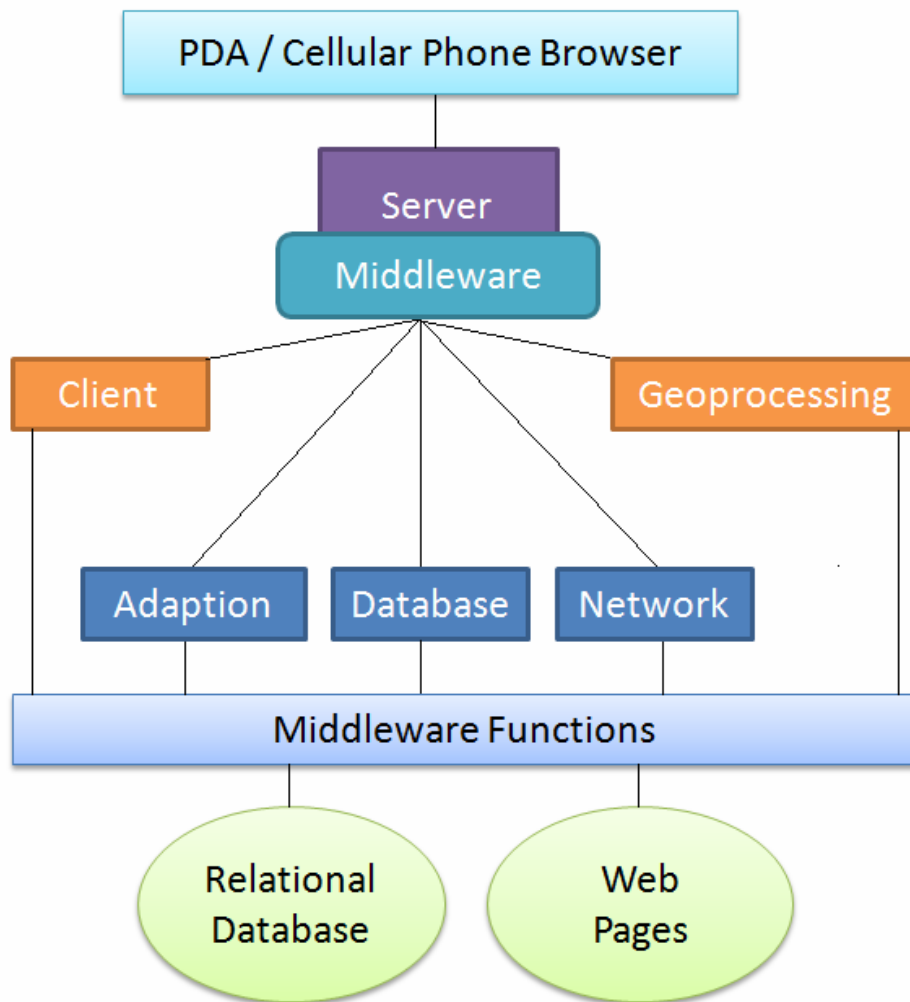 PDA / Cellular Phone Browser
Server
Middleware
Client
Geoprocessing
Adaption
Database
Network
Middleware Functions
Relational
Database
Web
Pages